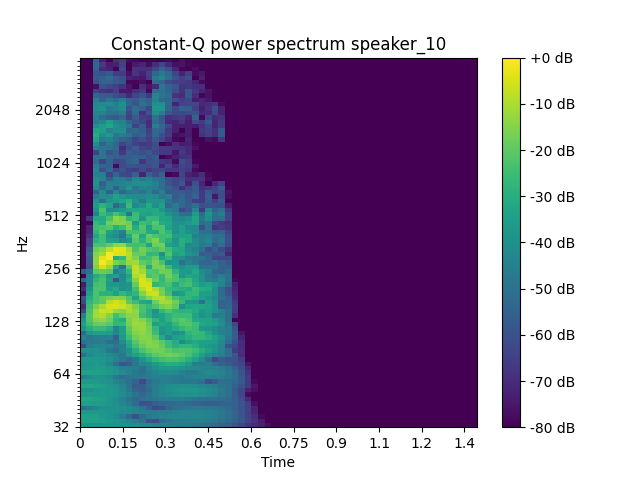 Constant-Q power spectrum speaker_10
+0 dB
-10 dB
-20 dB
-30 dB
-40 dB
-50 dB
-60 dB
-70 dB
-80 dB
2048
1024
512
256
128
64
32
Hz
0 0.15 0.3 0.45 0.6 0.75 0.9 1.1 1.2 1.4
Time